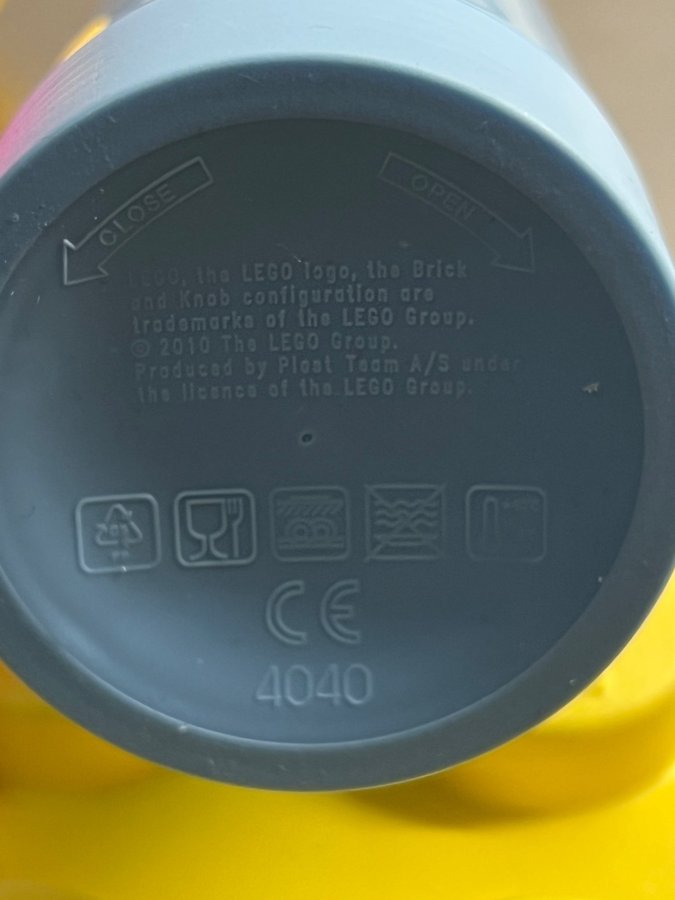 CLOSE
OPEN
LEGO, the LEGO logo, the Brick
and Knob configuration are
trademarks of the LEGO Group.
© 2010 The LEGO Group.
Produced by Plast Team A/S under
the licence of the LEGO Group.
CE
4040